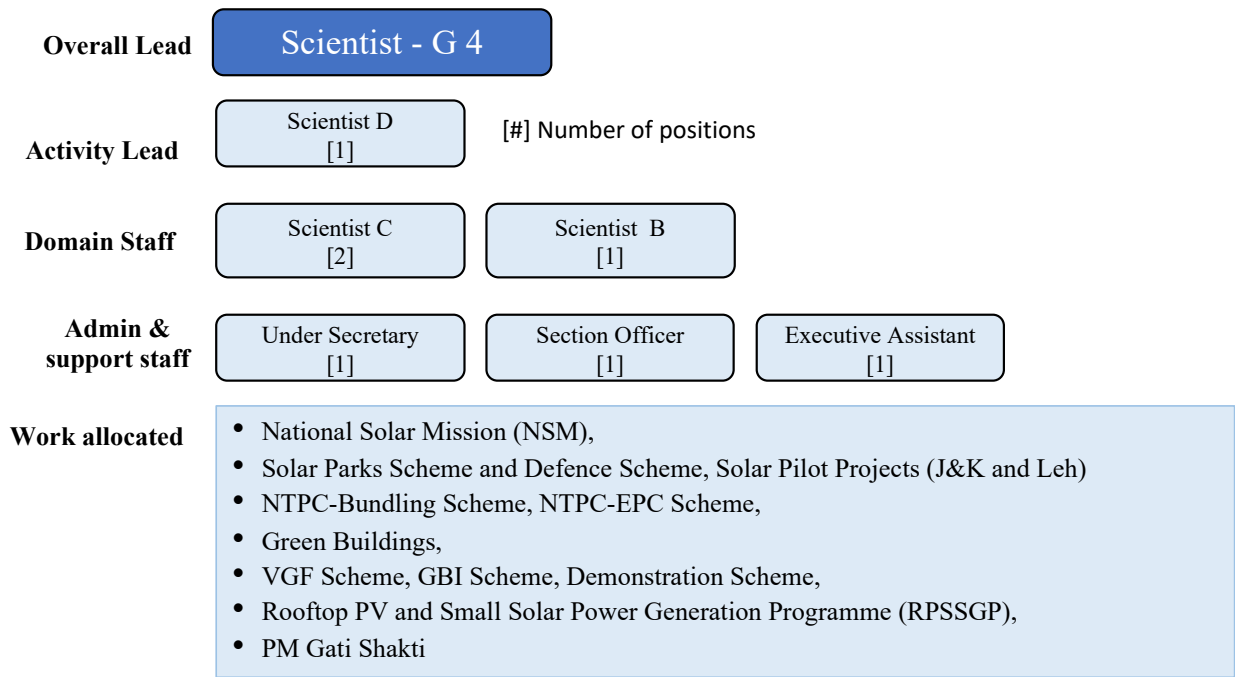 Overall Lead
Scientist - G 4
Activity Lead
Scientist D
[1]
[#] Number of positions
Domain Staff
Scientist C
[2]
Scientist B
[1]
Admin &
support staff
Under Secretary
[1]
Section Officer
[1]
Executive Assistant
[1]
Work allocated
• National Solar Mission (NSM),
• Solar Parks Scheme and Defence Scheme, Solar Pilot Projects (J&K and Leh)
• NTPC-Bundling Scheme, NTPC-EPC Scheme,
• Green Buildings,
• VGF Scheme, GBI Scheme, Demonstration Scheme,
• Rooftop PV and Small Solar Power Generation Programme (RPSSGP),
• PM Gati Shakti